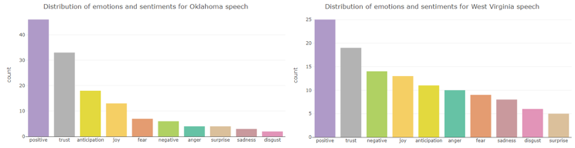 Distribution of emotions and sentiments for Oklahoma speech
40
30
20
10
0
count
positive trust anticipation joy fear negative anger surprise sadness disgust
Distribution of emotions and sentiments for West Virginia speech
25
20
15
10
5
0
count
positive trust negative joy anticipation anger fear sadness disgust surprise